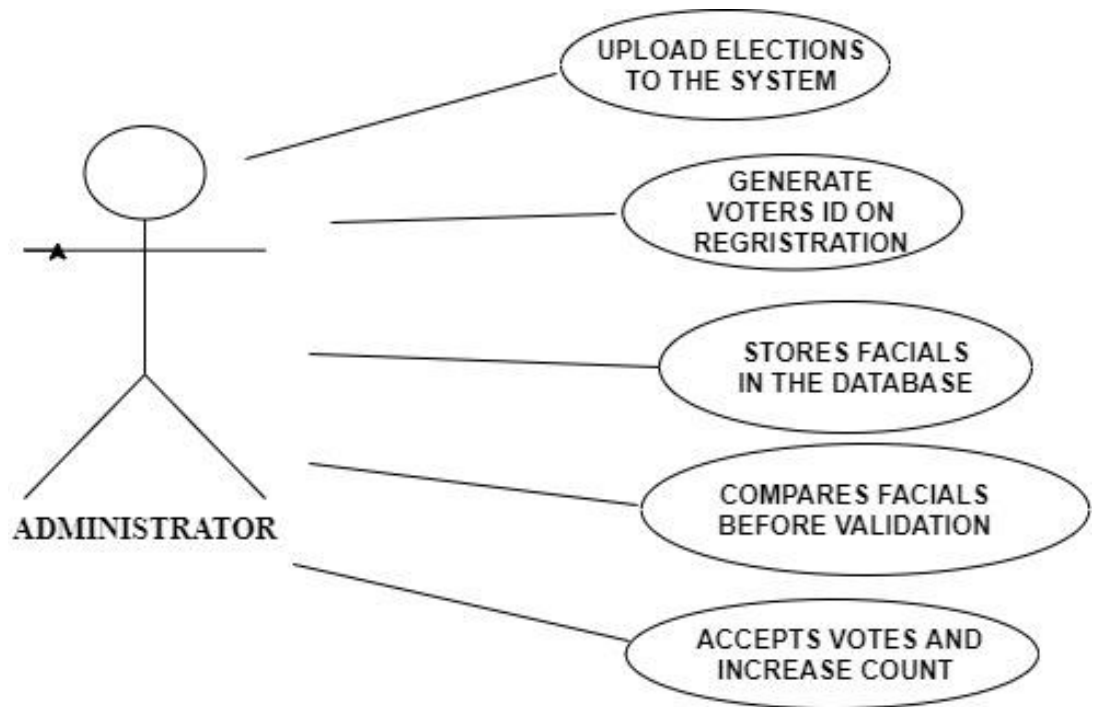 UPLOAD ELECTIONS
TO THE SYSTEM
GENERATE
VOTERS ID ON
REGRISTRATION
STORES FACIALS
IN THE DATABASE
COMPARES FACIALS
BEFORE VALIDATION
ADMINISTRATOR
ACCEPTS VOTES AND
INCREASE COUNT